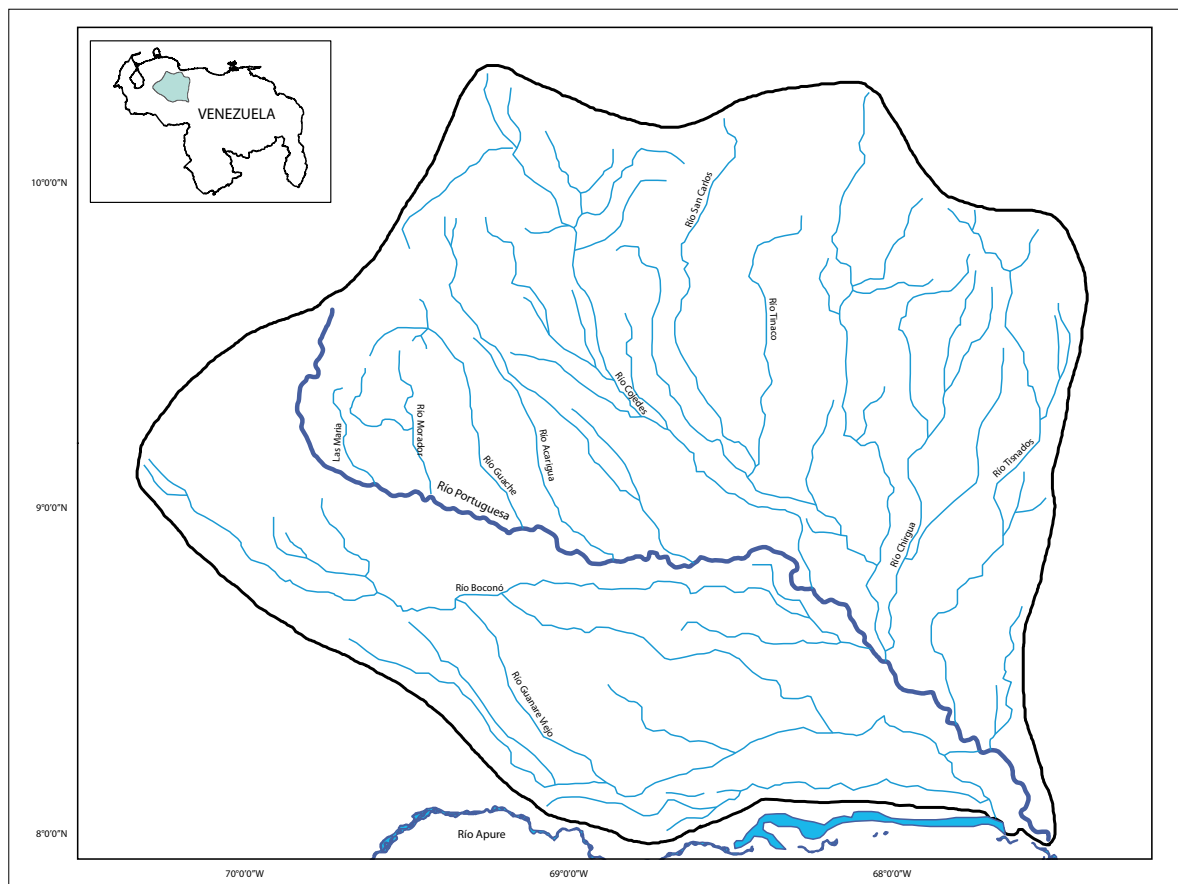 VENEZUELA
10°0'0"N
Río San Carlos
Río Tinaco
Río Cojedes
Las María
Río Morador
Río Guache
Río Acarigua
Río Tisnados
9°0'0"N
Río Portuguesa
Río Chirgua
Río Boconó
Río Guanare Viejo
8°0'0"N
Río Apure
70°0'0"W
69°0'0"W
68°0'0"W